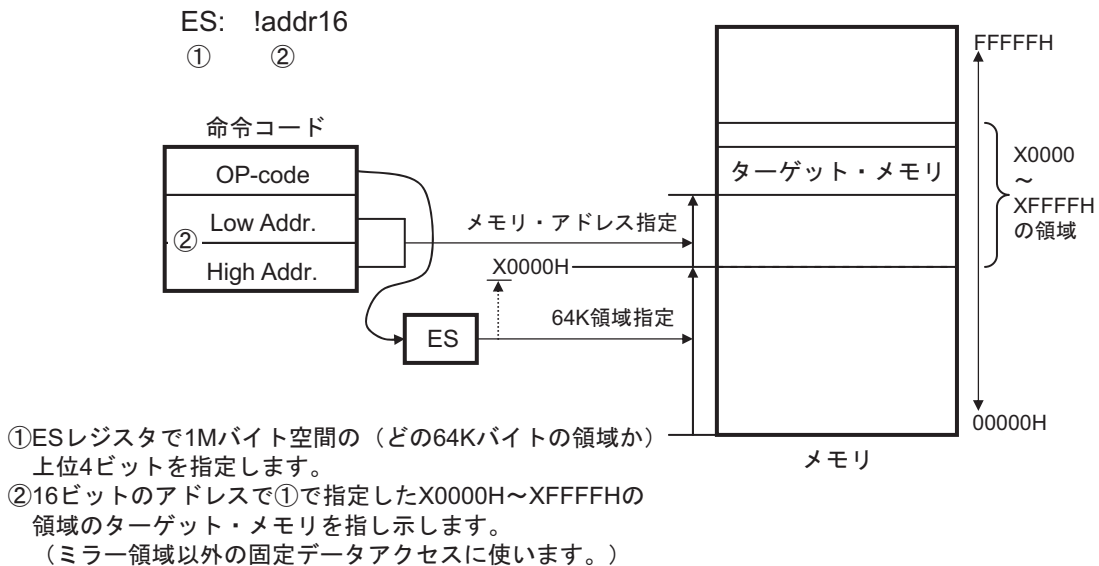 ES: !addr16
① ②
命令コード
OP-code
Low Addr.
②
High Addr.
ES
メモリ・アドレス指定
X0000H
64K領域指定
ターゲット・メモリ
FFFFFH
X0000
~
XFFFFH
の領域
00000H
メモリ
①ESレジスタで1Mバイト空間の（どの64Kバイトの領域か）
上位4ビットを指定します。
②16ビットのアドレスで①で指定したX0000H～XFFFFHの
領域のターゲット・メモリを指し示します。
（ミラー領域以外の固定データアクセスに使います。）